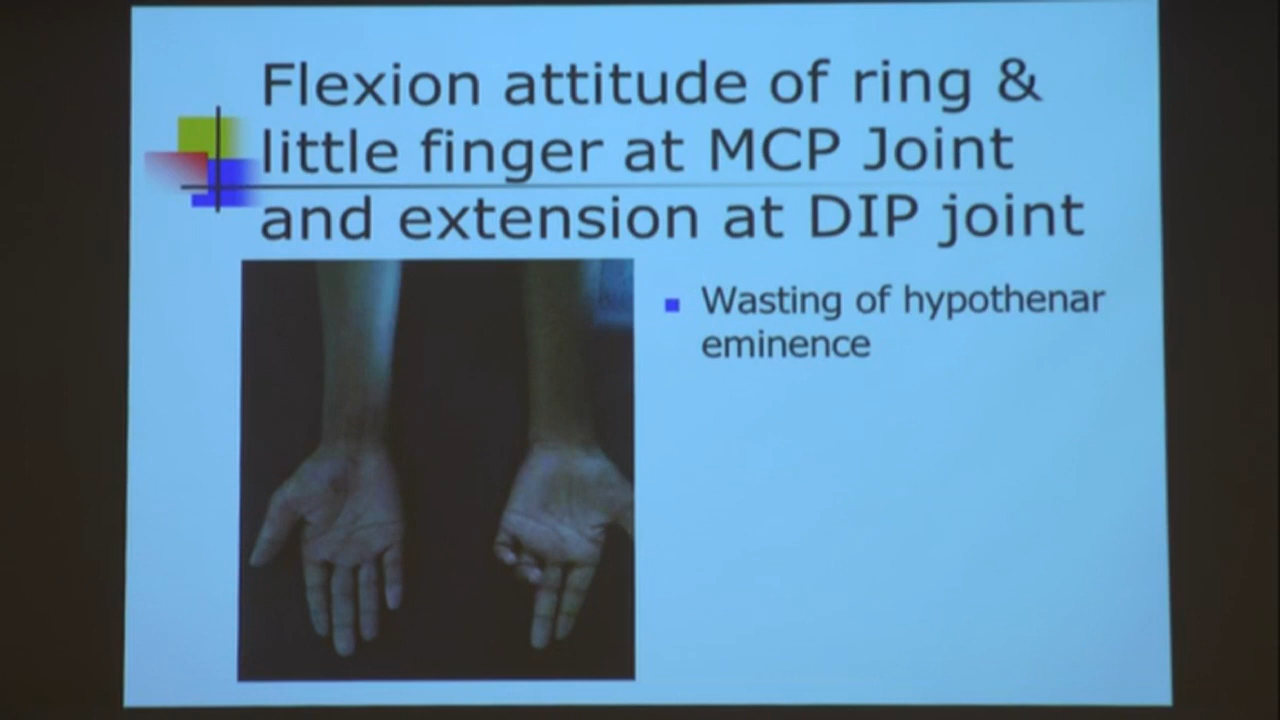 Flexion attitude of ring &
little finger at MCP Joint
and extension at DIP joint
Wasting of hypothenar
eminence